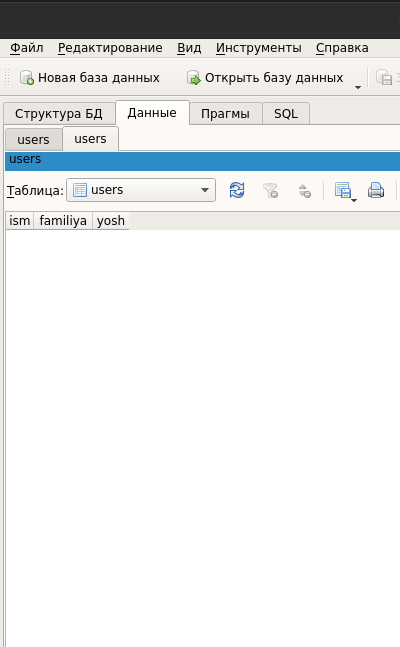 Файл Редактирование Вид Инструменты Справка
Новая база данных Открыть базу данных
Структура БД Данные Прагмы SQL
users users
users
Таблица: users
ism familiya yosh